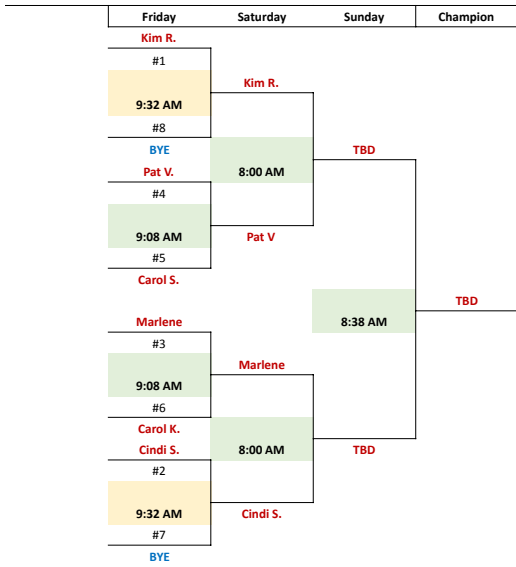 Friday Saturday Sunday Champion
Kim R.
#1
Kim R.
9:32 AM
#8
BYE
TBD
Pat V.
8:00 AM
#4
9:08 AM
Pat V
#5
Carol S.
TBD
Marlene
8:38 AM
#3
Marlene
9:08 AM
#6
Carol K.
Cindi S.
8:00 AM
TBD
#2
9:32 AM
Cindi S.
#7
BYE